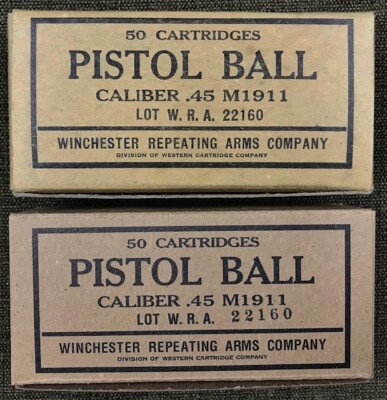 50 CARTRIDGES
PISTOL BALL
CALIBER .45 M1911
LOT W. R. A. 22160
WINCHESTER REPEATING ARMS COMPANY
DIVISION OF WESTERN CARTRIDGE COMPANY
50 CARTRIDGES
PISTOL BALL
CALIBER .45 M1911
LOT W. R. A. 22160
WINCHESTER REPEATING ARMS COMPANY
DIVISION OF WESTERN CARTRIDGE COMPANY